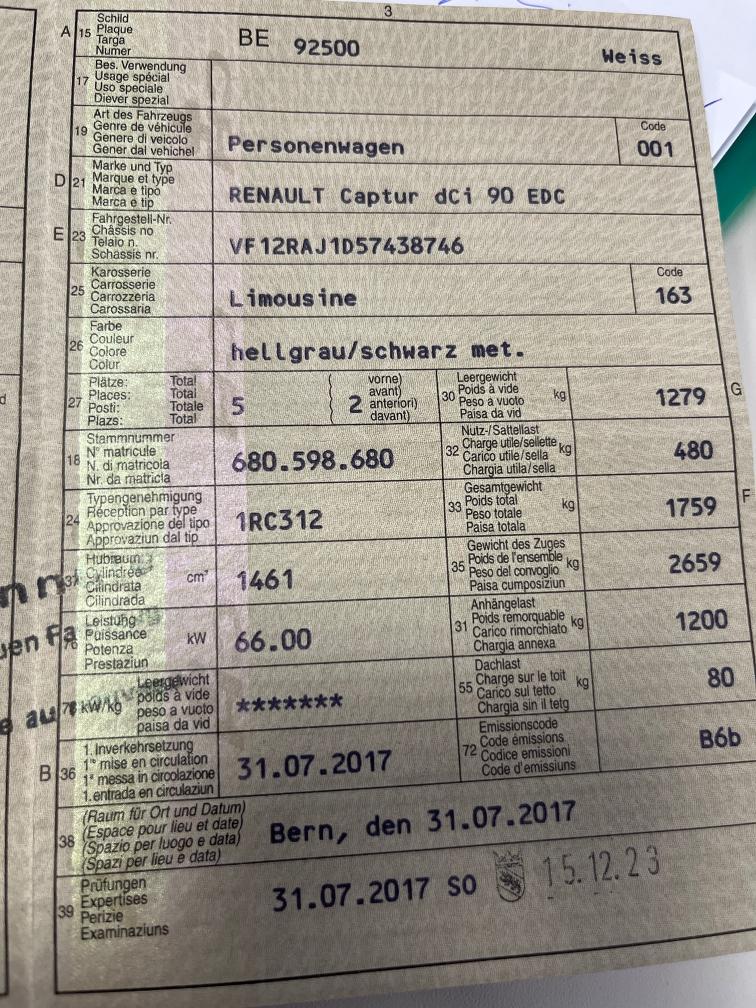 3
A 15 Schild
Plaque
Targa
Numer
BE 92500 Weiss
17 Bes. Verwendung
Usage spécial
Uso speciale
Diever spezial
19 Art des Fahrzeugs
Genre de véhicule
Genere di veicolo
Gener dal vehichel
Personenwagen
Code
001
D 21 Marke und Typ
Marque et type
Marca e tipo
Marca e tip
RENAULT Captur dCi 90 EDC
E 23 Fahrgestell-Nr.
Châssis no
Telaio n.
Schassis nr.
VF12RAJ1D57438746
25 Karosserie
Carrosserie
Carrozzeria
Carossaria
Limousine
Code
163
26 Farbe
Couleur
Colore
Colur
hellgrau/schwarz met.
27 Plätze: Total
Places: Total
Posti: Totale
Plazs: Total
5
2
vorne)
avant)
anteriori)
davant)
30 Leergewicht
Poids à vide
Peso a vuoto
Paisa da vid
kg
1279
G
18 Stammnummer
N° matricule
N. di matricola
Nr. da matricla
680.598.680
32 Nutz-/Sattellast
Charge utile/sellette
Carico utile/sella
Chargia utila/sella
kg
480
24 Typengenehmigung
Réception par type
Approvazione del tipo
Approvaziun dal tip
1RC312
33 Gesamtgewicht
Poids total
Peso totale
Paisa totala
kg
1759
F
37 Hubraum
Cylindrée
Cilindrata
Cilindrada
cm³
1461
35 Gewicht des Zuges
Poids de l'ensemble
Peso del convoglio
Paisa cumposiziun
kg
2659
76 Leistung
Puissance
Potenza
Prestaziun
kW
66.00
31 Anhängelast
Poids remorquable
Carico rimorchiato
Chargia annexa
kg
1200
78 kW/kg
Leergewicht
poids à vide
peso a vuoto
paisa da vid
*******
55 Dachlast
Charge sur le toit
Carico sul tetto
Chargia sin il tetg
kg
80
B 36 1. Inverkehrsetzung
1re mise en circulation
1a messa in circolazione
1. entrada en circulaziun
31.07.2017
72 Emissionscode
Code émissions
Codice emissioni
Code d'emissiuns
B6b
38 (Raum für Ort und Datum)
(Espace pour lieu et date)
(Spazio per luogo e data)
(Spazi per lieu e data)
Bern, den 31.07.2017
39 Prüfungen
Expertises
Perizie
Examinaziuns
31.07.2017 SO
15.12.23